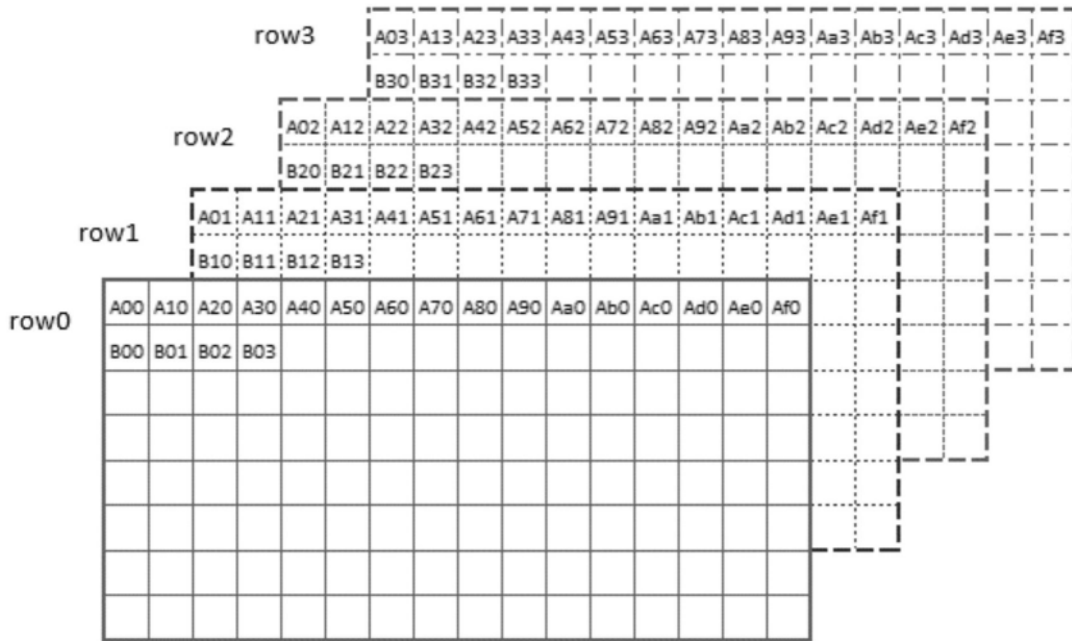 row3 A03 A13 A23 A33 A43 A53 A63 A73 A83 A93 Aa3 Ab3 Ac3 Ad3 Ae3 Af3
B30 B31 B32 B33
row2 A02 A12 A22 A32 A42 A52 A62 A72 A82 A92 Aa2 Ab2 Ac2 Ad2 Ae2 Af2
B20 B21 B22 B23
row1 A01 A11 A21 A31 A41 A51 A61 A71 A81 A91 Aa1 Ab1 Ac1 Ad1 Ae1 Af1
B10 B11 B12 B13
row0 A00 A10 A20 A30 A40 A50 A60 A70 A80 A90 Aa0 Ab0 Ac0 Ad0 Ae0 Af0
B00 B01 B02 B03